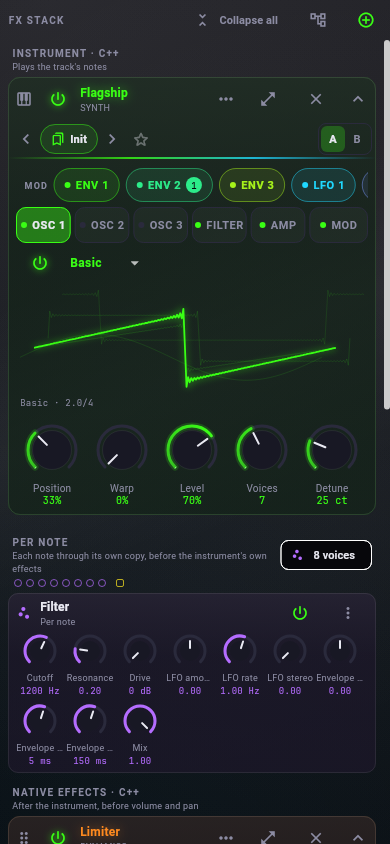 FX STACK
Collapse all
INSTRUMENT · C++
Plays the track's notes
Flagship
SYNTH
Init
A B
MOD ENV 1 ENV 2 1 ENV 3 LFO 1
OSC 1 OSC 2 OSC 3 FILTER AMP MOD
Basic
Basic · 2.0/4
Position Warp Level Voices Detune
33% 0% 70% 7 25 ct
PER NOTE
Each note through its own copy, before the instrument's own
effects
8 voices
Filter
Per note
Cutoff Resonance Drive LFO amo… LFO rate LFO stereo Envelope …
1200 Hz 0.20 0 dB 0.00 1.00 Hz 0.00 0.00
Envelope … Envelope … Mix
5 ms 150 ms 1.00
NATIVE EFFECTS · C++
After the instrument, before volume and pan
Limiter